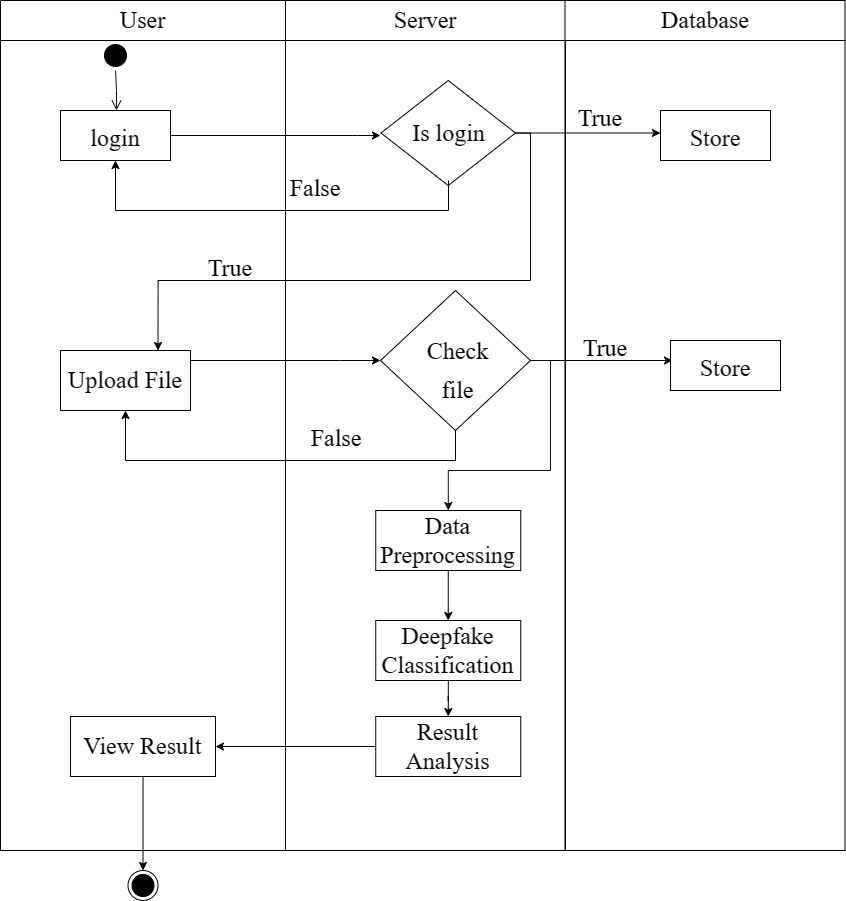 User
Server
Database
login
Is login
True
Store
False
True
Upload File
Check
file
True
Store
False
Data
Preprocessing
Deepfake
Classification
View Result
Result
Analysis